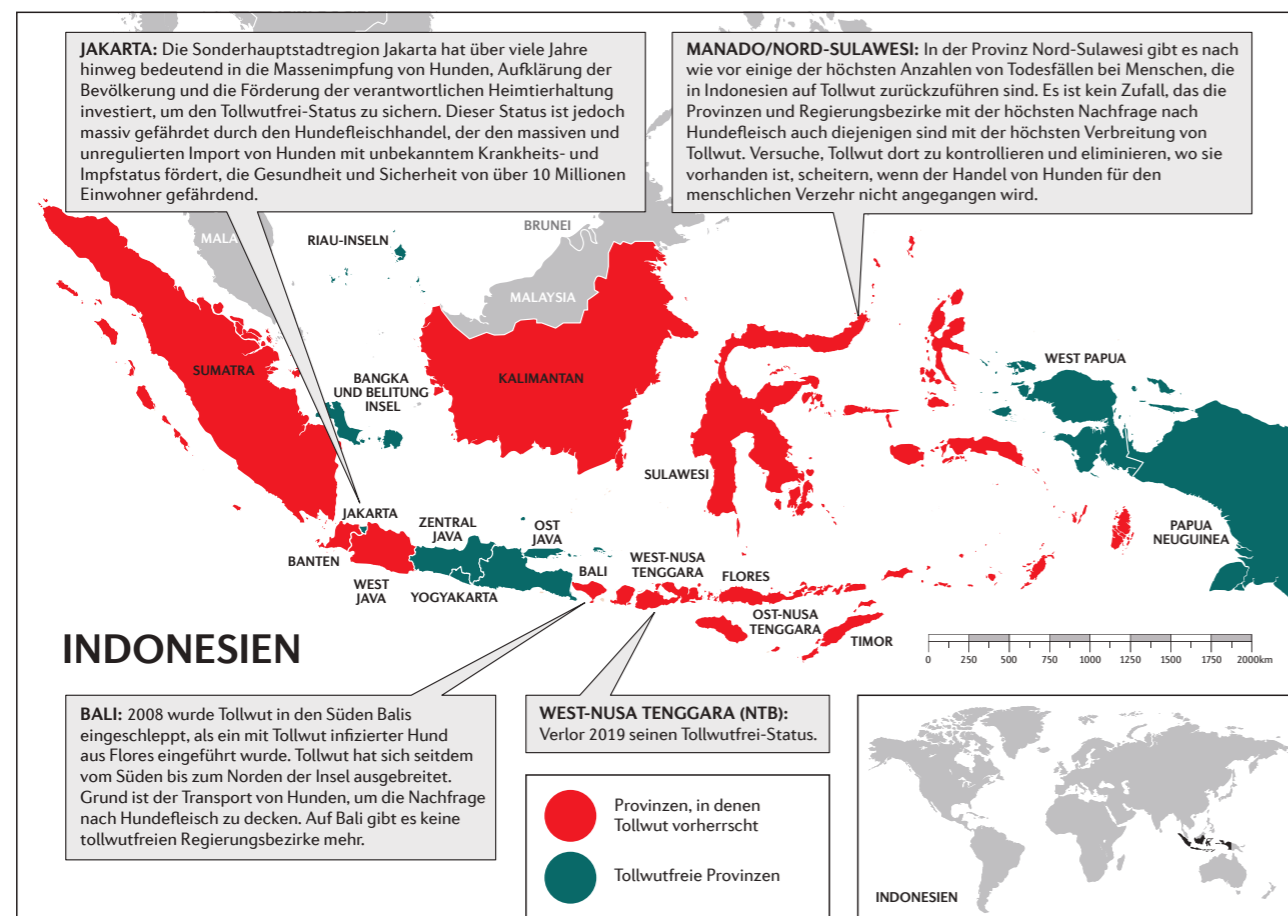 JAKARTA: Die Sonderhauptstadtregion Jakarta hat über viele Jahre
hinweg bedeutend in die Massenimpfung von Hunden, Aufklärung der
Bevölkerung und die Förderung der verantwortlichen Heimtierhaltung
investiert, um den Tollwutfrei-Status zu sichern. Dieser Status ist jedoch
massiv gefährdet durch den Hundefleischhandel, der den massiven und
unregulierten Import von Hunden mit unbekanntem Krankheits- und
Impfstatus fördert, die Gesundheit und Sicherheit von über 10 Millionen
Einwohner gefährdend.
MANADO/NORD-SULAWESI: In der Provinz Nord-Sulawesi gibt es nach
wie vor einige der höchsten Anzahlen von Todesfällen bei Menschen, die
in Indonesien auf Tollwut zurückzuführen sind. Es ist kein Zufall, das die
Provinzen und Regierungsbezirke mit der höchsten Nachfrage nach
Hundefleisch auch diejenigen sind mit der höchsten Verbreitung von
Tollwut. Versuche, Tollwut dort zu kontrollieren und eliminieren, wo sie
vorhanden ist, scheitern, wenn der Handel von Hunden für den
menschlichen Verzehr nicht angegangen wird.
MALA
RIAU-INSELN
BRUNEI
MALAYSIA
SUMATRA
BANGKA
UND BELITUNG
INSEL
KALIMANTAN
WEST PAPUA
SULAWESI
JAKARTA
BANTEN
WEST
JAVA
ZENTRAL
JAVA
YOGYAKARTA
OST
JAVA
BALI
WEST-NUSA
TENGGARA
FLORES
OST-NUSA
TENGGARA
TIMOR
PAPUA
NEUGUINEA
INDONESIEN
0 250 500 750 1000 1250 1500 1750 2000km
BALI: 2008 wurde Tollwut in den Süden Balis
eingeschleppt, als ein mit Tollwut infizierter Hund
aus Flores eingeführt wurde. Tollwut hat sich seitdem
vom Süden bis zum Norden der Insel ausgebreitet.
Grund ist der Transport von Hunden, um die Nachfrage
nach Hundefleisch zu decken. Auf Bali gibt es keine
tollwutfreien Regierungsbezirke mehr.
WEST-NUSA TENGGARA (NTB):
Verlor 2019 seinen Tollwutfrei-Status.
Provinzen, in denen
Tollwut vorherrscht
Tollwutfreie Provinzen
INDONESIEN